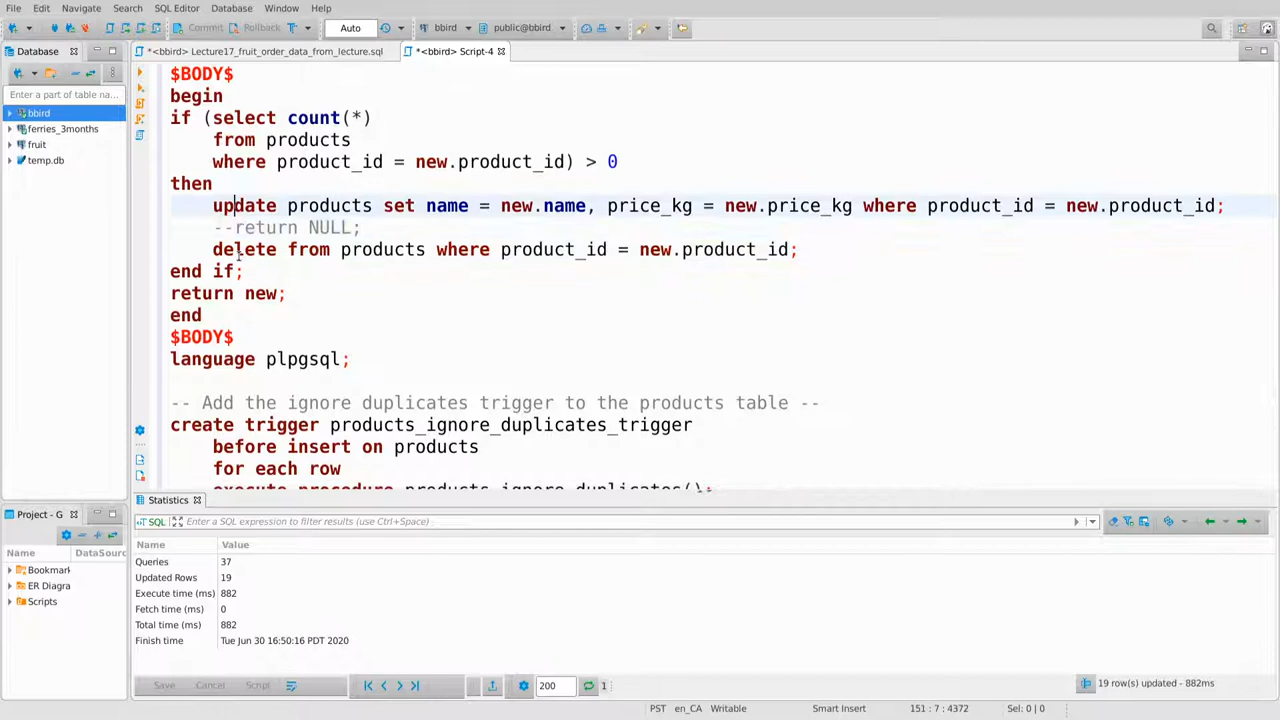 File Edit Navigate Search SQL Editor Database Window Help
Commit Rollback Auto bbird public@bbird
Database
*<bbird> Lecture17_fruit_order_data_from_lecture.sql
*<bbird> Script-4
Enter a part of table na...
bbird
ferries_3months
fruit
temp.db
$BODY$
begin
if (select count(*)
from products
where product_id = new.product_id) > 0
then
update products set name = new.name, price_kg = new.price_kg where product_id = new.product_id;
--return NULL;
delete from products where product_id = new.product_id;
end if;
return new;
end
$BODY$
language plpgsql;
-- Add the ignore duplicates trigger to the products table --
create trigger products_ignore_duplicates_trigger
before insert on products
for each row
execute procedure products_ignore_duplicates();
Project - G
Name DataSourc
Bookmark
ER Diagra
Scripts
Statistics
SQL Enter a SQL expression to filter results (use Ctrl+Space)
Name Value
Queries 37
Updated Rows 19
Execute time (ms) 882
Fetch time (ms) 0
Total time (ms) 882
Finish time Tue Jun 30 16:50:16 PDT 2020
Save Cancel Script 200 1 19 row(s) updated - 882ms
PST en_CA Writable Smart Insert 151 : 7 : 4372 Sel: 0 | 0